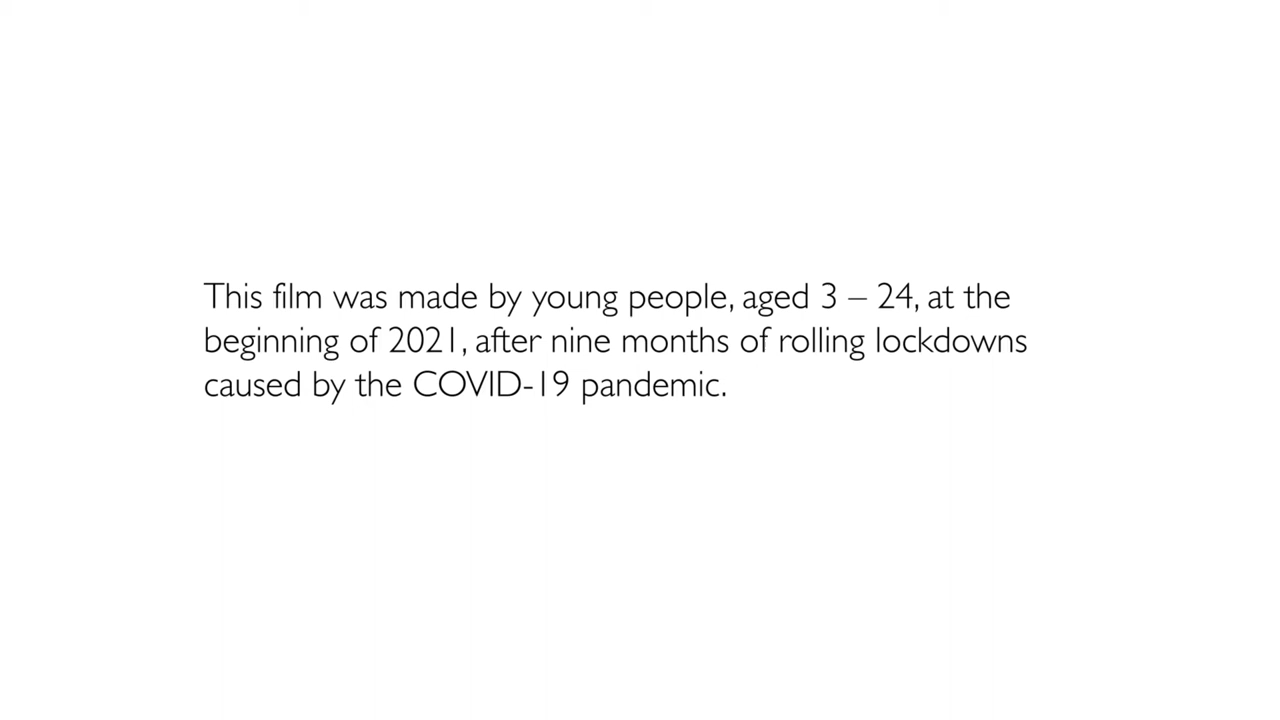 This film was made by young people, aged 3 – 24, at the
beginning of 2021, after nine months of rolling lockdowns
caused by the COVID-19 pandemic.